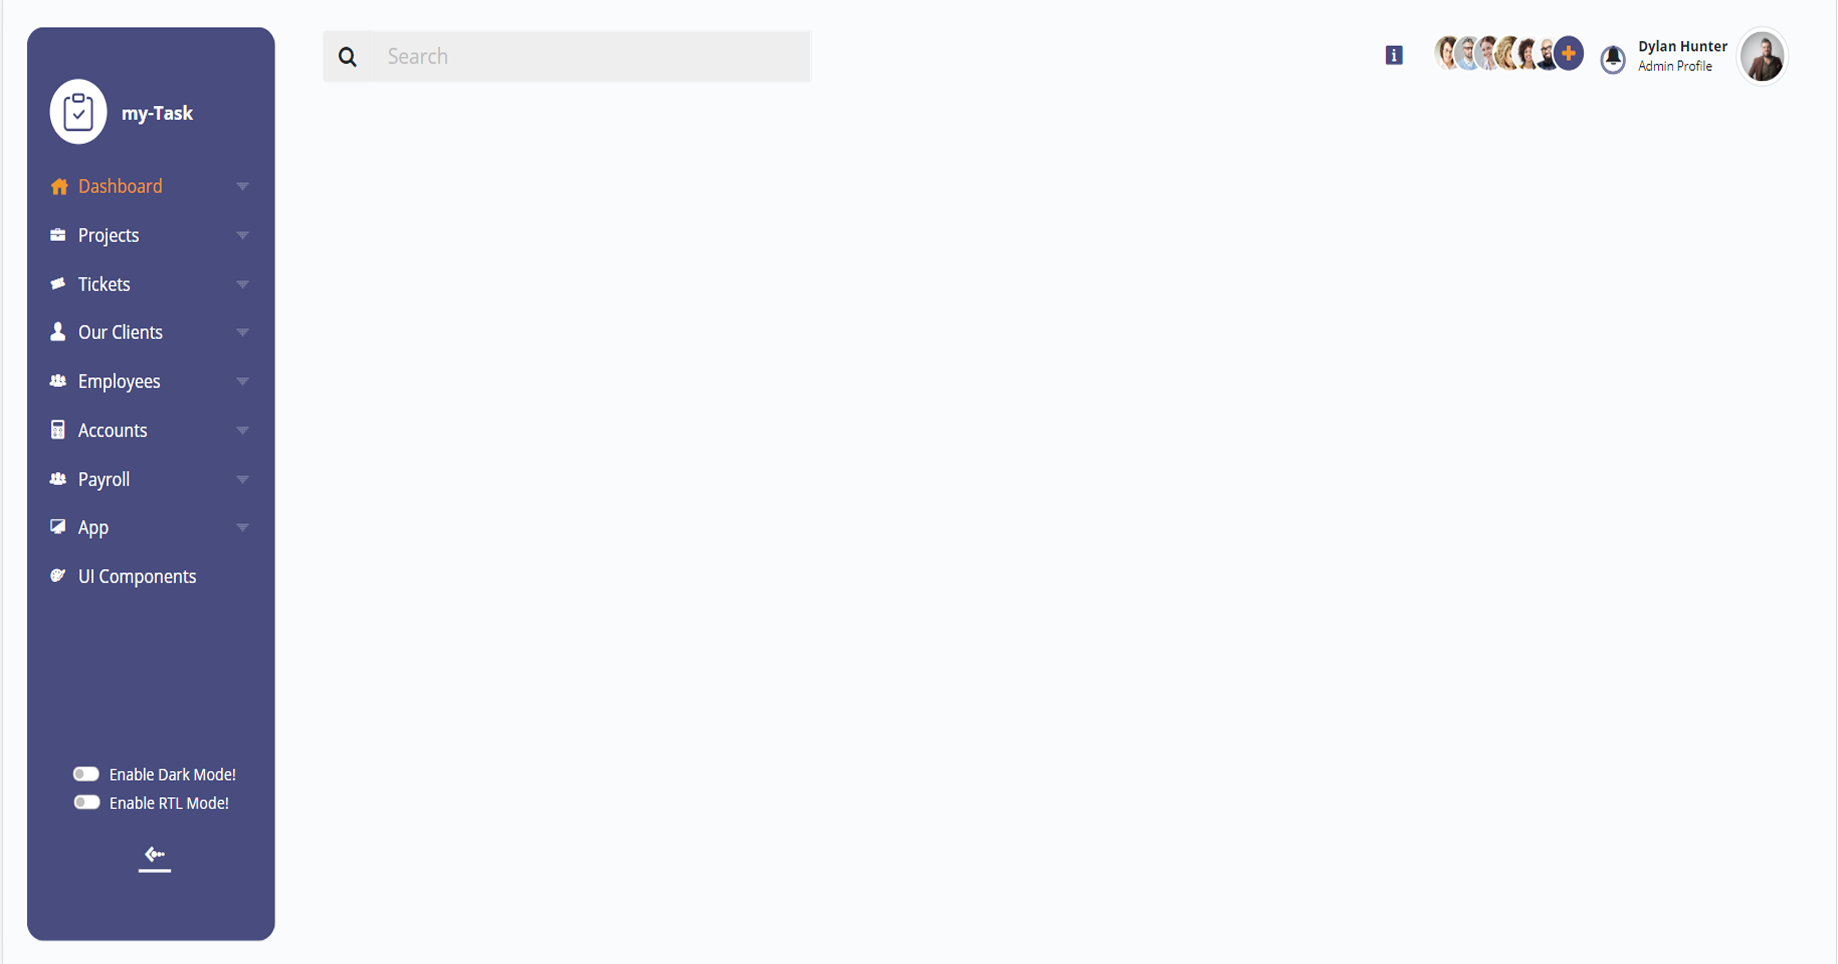 my-Task
Dashboard
Projects
Tickets
Our Clients
Employees
Accounts
Payroll
App
UI Components
Enable Dark Mode!
Enable RTL Mode!
Search
Dylan Hunter
Admin Profile